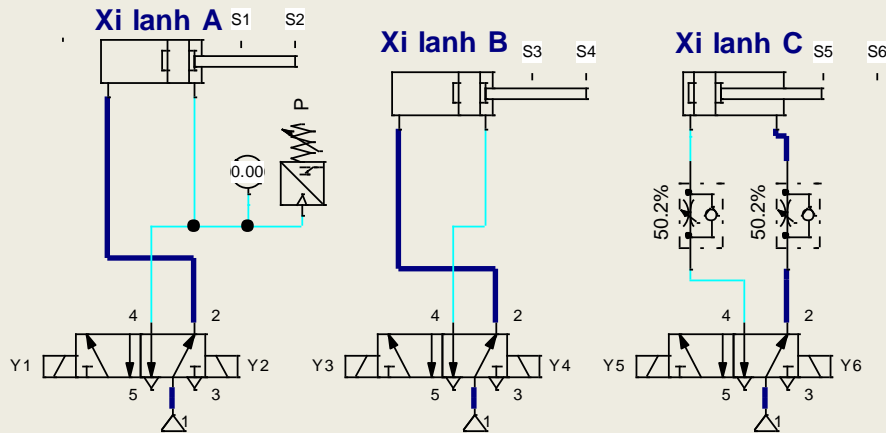 Xi lanh A S1 S2
Xi lanh B S3 S4
Xi lanh C S5 S6
P
0.00
50.2% 50.2%
4 2 4 2 4 2
Y1 Y2 Y3 Y4 Y5 Y6
5 3 5 3 5 3
1 1 1